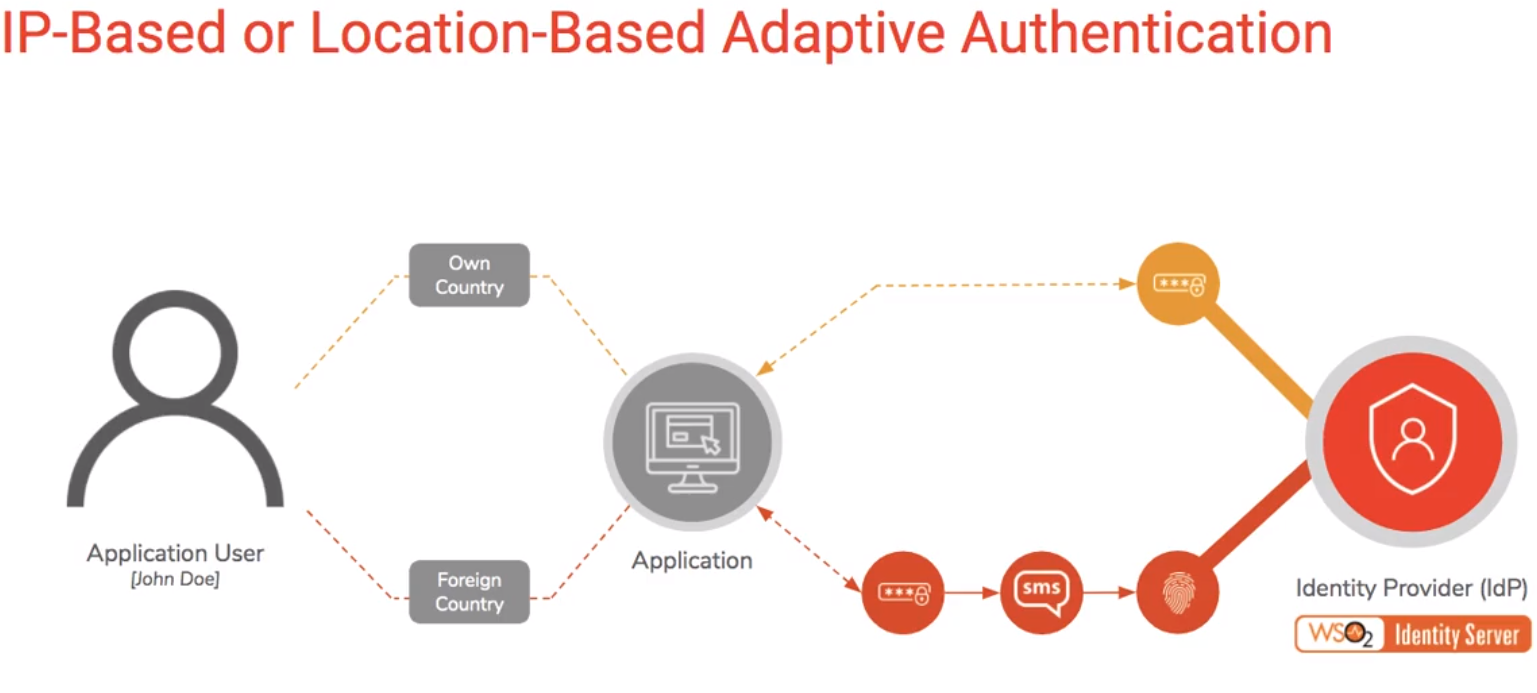 IP-Based or Location-Based Adaptive Authentication
Own
Country
***
Application User
[John Doe]
Application
Foreign
Country
***
sms
Identity Provider (IdP)
WSO2 Identity Server